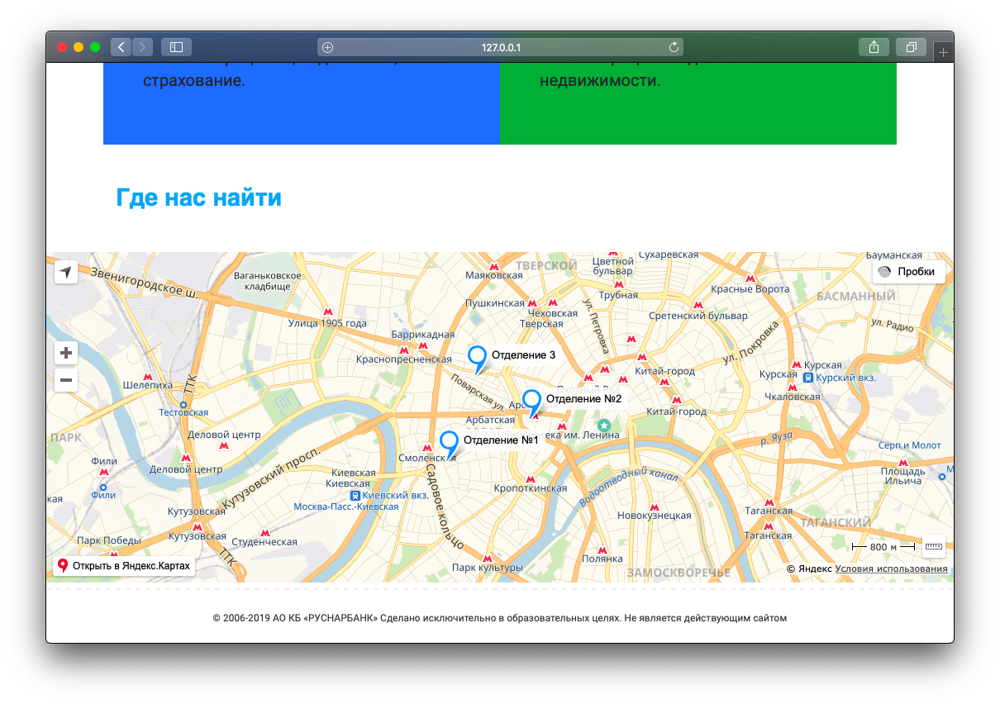 127.0.0.1
страхование.
недвижимости.
Где нас найти
Звенигородское ш.
Ваганьковское
кладбище
Маяковская
ТВЕРСКОЙ
Цветной
бульвар
Сухаревская
Бауманская
Пробки
Трубная
Красные Ворота
БАСМАННЫЙ
Пушкинская
Чеховская
Тверская
ул. Петровка
Сретенский бульвар
ул. Радио
Улица 1905 года
Баррикадная
Краснопресненская
Отделение 3
ул. Покровка
Китай-город
Курская
Курская
Курский вкз.
Чкаловская
Шелепиха
ТТК
Тестовская
Поварская ул.
Отделение №2
Китай-город
Арбатская
ПАРК
Деловой центр
Деловой центр
Отделение №1
им. Ленина
р. Яуза
Серп и Молот
Фили
Фили
Смоленская
Кутузовский просп.
Киевская
Киевская
Киевский вкз.
Москва-Пасс.-Киевская
Садовое кольцо
Кропоткинская
Водоотводный канал
Площадь
Ильича
Кутузовская
Кутузовская
Новокузнецкая
Таганская
Таганская
ТАГАНСКИЙ
Парк Победы
Студенческая
ТТК
Парк культуры
Полянка
ЗАМОСКВОРЕЧЬЕ
800 м
Открыть в Яндекс.Картах
© Яндекс Условия использования
© 2006-2019 АО КБ «РУСНАРБАНК» Сделано исключительно в образовательных целях. Не является действующим сайтом